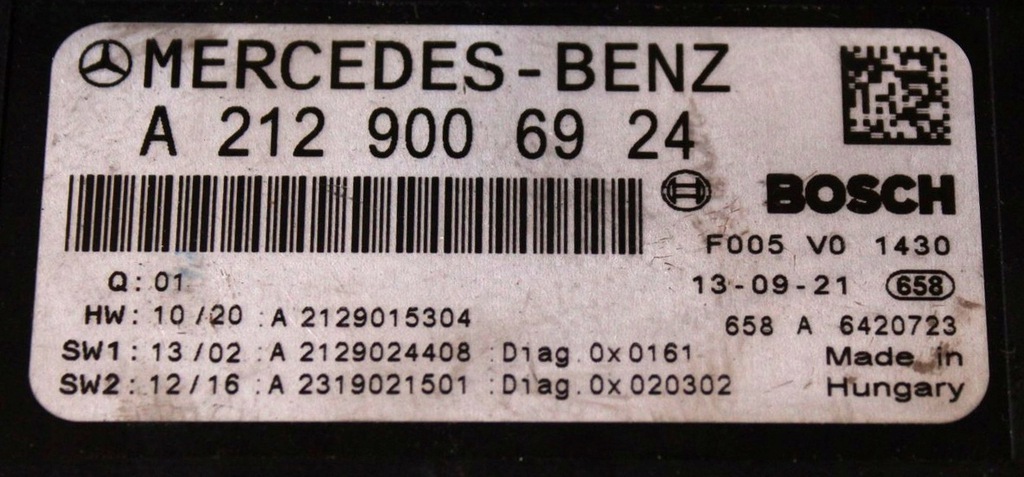 MERCEDES-BENZ
A 212 900 69 24
BOSCH
F005 V0 1430
Q: 01
13-09-21 658
HW: 10/20 :A 2129015304
658 A 6420723
SW1: 13/02 :A 2129024408 :Diag.0x0161
Made in
SW2: 12/16 :A 2319021501 :Diag.0x020302
Hungary